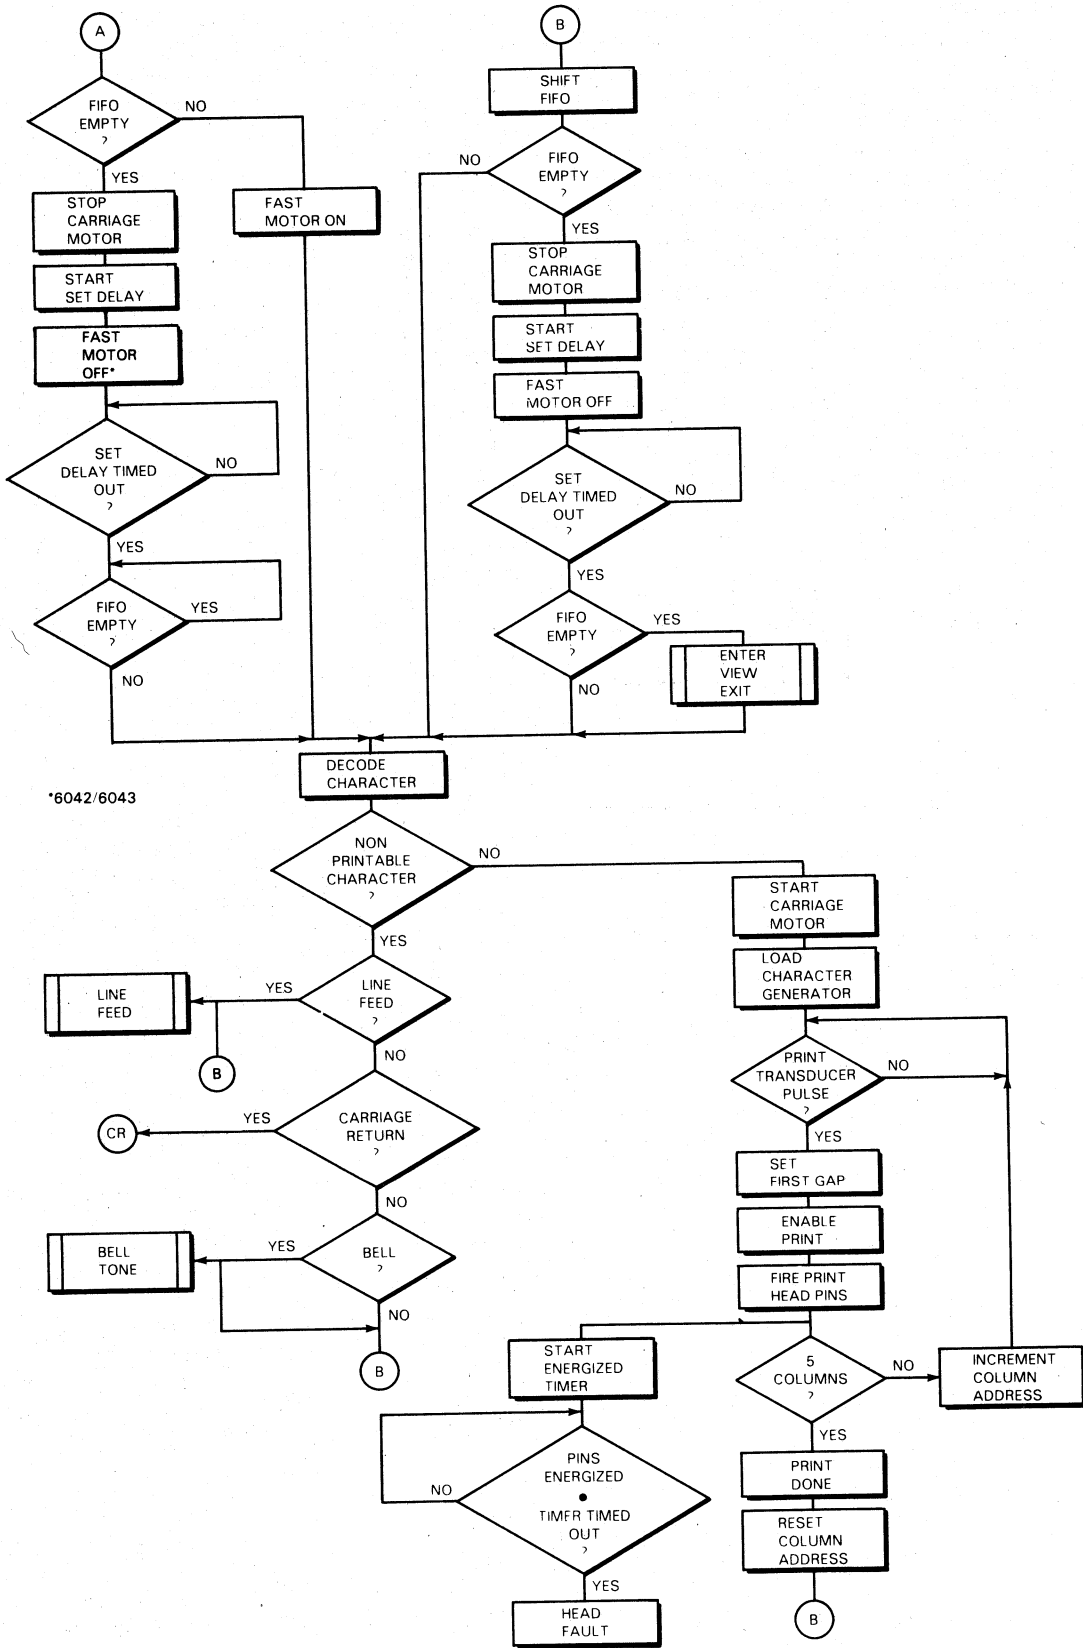 A
FIFO
EMPTY
?
NO
YES
STOP
CARRIAGE
MOTOR
FAST
MOTOR ON
START
SET DELAY
FAST
MOTOR
OFF*
SET
DELAY TIMED
OUT
?
NO
YES
FIFO
EMPTY
?
YES
NO
B
SHIFT
FIFO
FIFO
EMPTY
?
NO
YES
STOP
CARRIAGE
MOTOR
START
SET DELAY
FAST
MOTOR OFF
SET
DELAY TIMED
OUT
?
NO
YES
FIFO
EMPTY
?
YES
NO
ENTER
VIEW
EXIT
DECODE
CHARACTER
*6042/6043
NON
PRINTABLE
CHARACTER
?
NO
YES
LINE
FEED
?
YES
LINE
FEED
B
NO
CARRIAGE
RETURN
?
YES
CR
NO
BELL
?
YES
BELL
TONE
NO
B
START
CARRIAGE
MOTOR
LOAD
CHARACTER
GENERATOR
PRINT
TRANSDUCER
PULSE
?
NO
YES
SET
FIRST GAP
ENABLE
PRINT
FIRE PRINT
HEAD PINS
START
ENERGIZED
TIMER
5
COLUMNS
?
NO
INCREMENT
COLUMN
ADDRESS
YES
PINS
ENERGIZED
•
TIMER TIMED
OUT
?
NO
YES
HEAD
FAULT
PRINT
DONE
RESET
COLUMN
ADDRESS
B